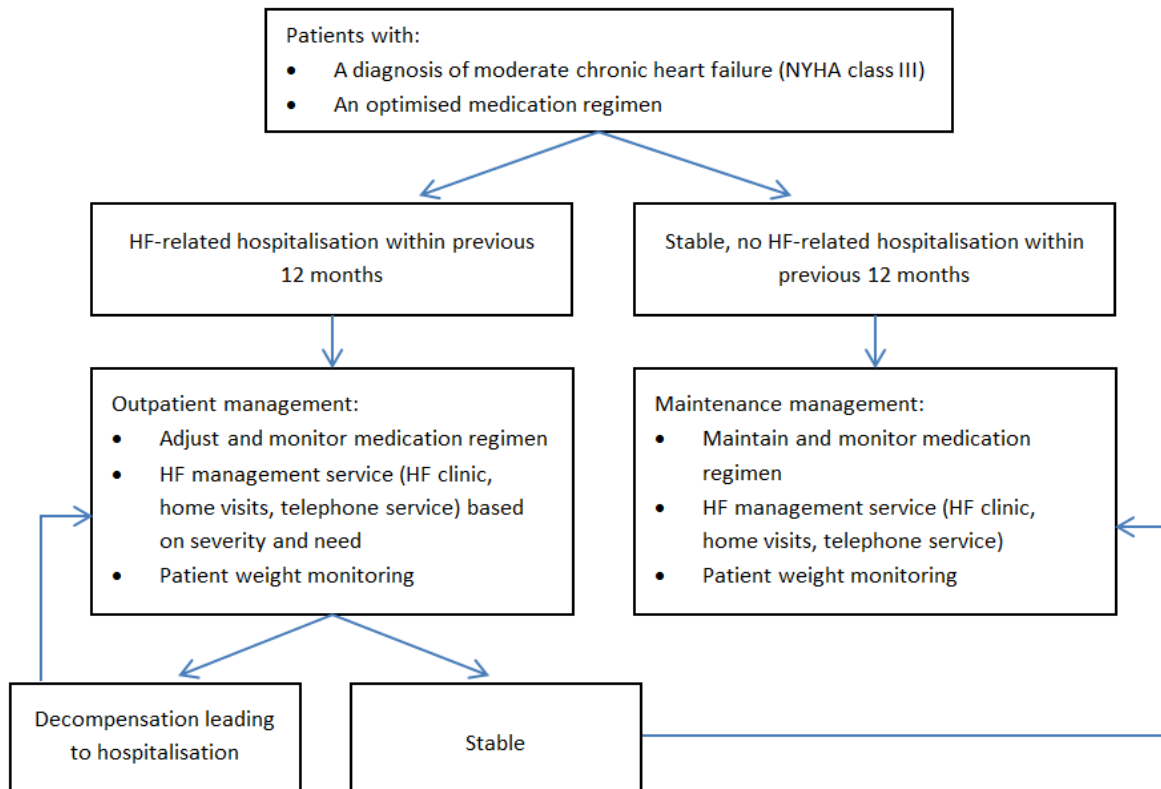 Patients with:
• A diagnosis of moderate chronic heart failure (NYHA class III)
• An optimised medication regimen
HF-related hospitalisation within previous
12 months
Stable, no HF-related hospitalisation within
previous 12 months
Outpatient management:
• Adjust and monitor medication regimen
• HF management service (HF clinic,
home visits, telephone service) based
on severity and need
• Patient weight monitoring
Maintenance management:
• Maintain and monitor medication
regimen
• HF management service (HF clinic,
home visits, telephone service)
• Patient weight monitoring
Decompensation leading
to hospitalisation
Stable